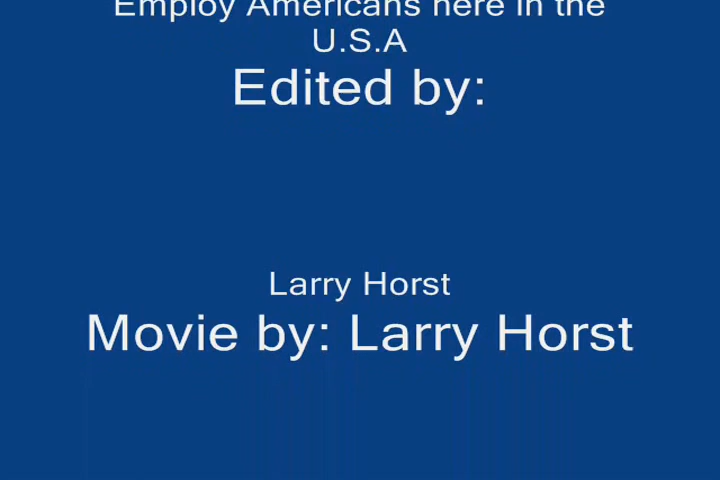 Employ Americans here in the
U.S.A
Edited by:
Larry Horst
Movie by: Larry Horst